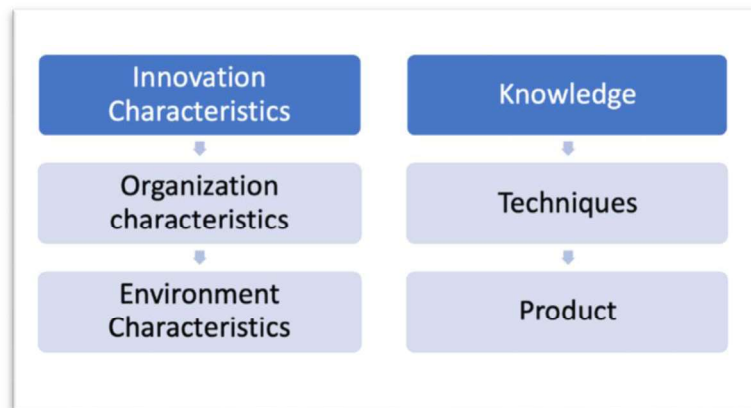 Innovation
Characteristics
Organization
characteristics
Environment
Characteristics
Knowledge
Techniques
Product